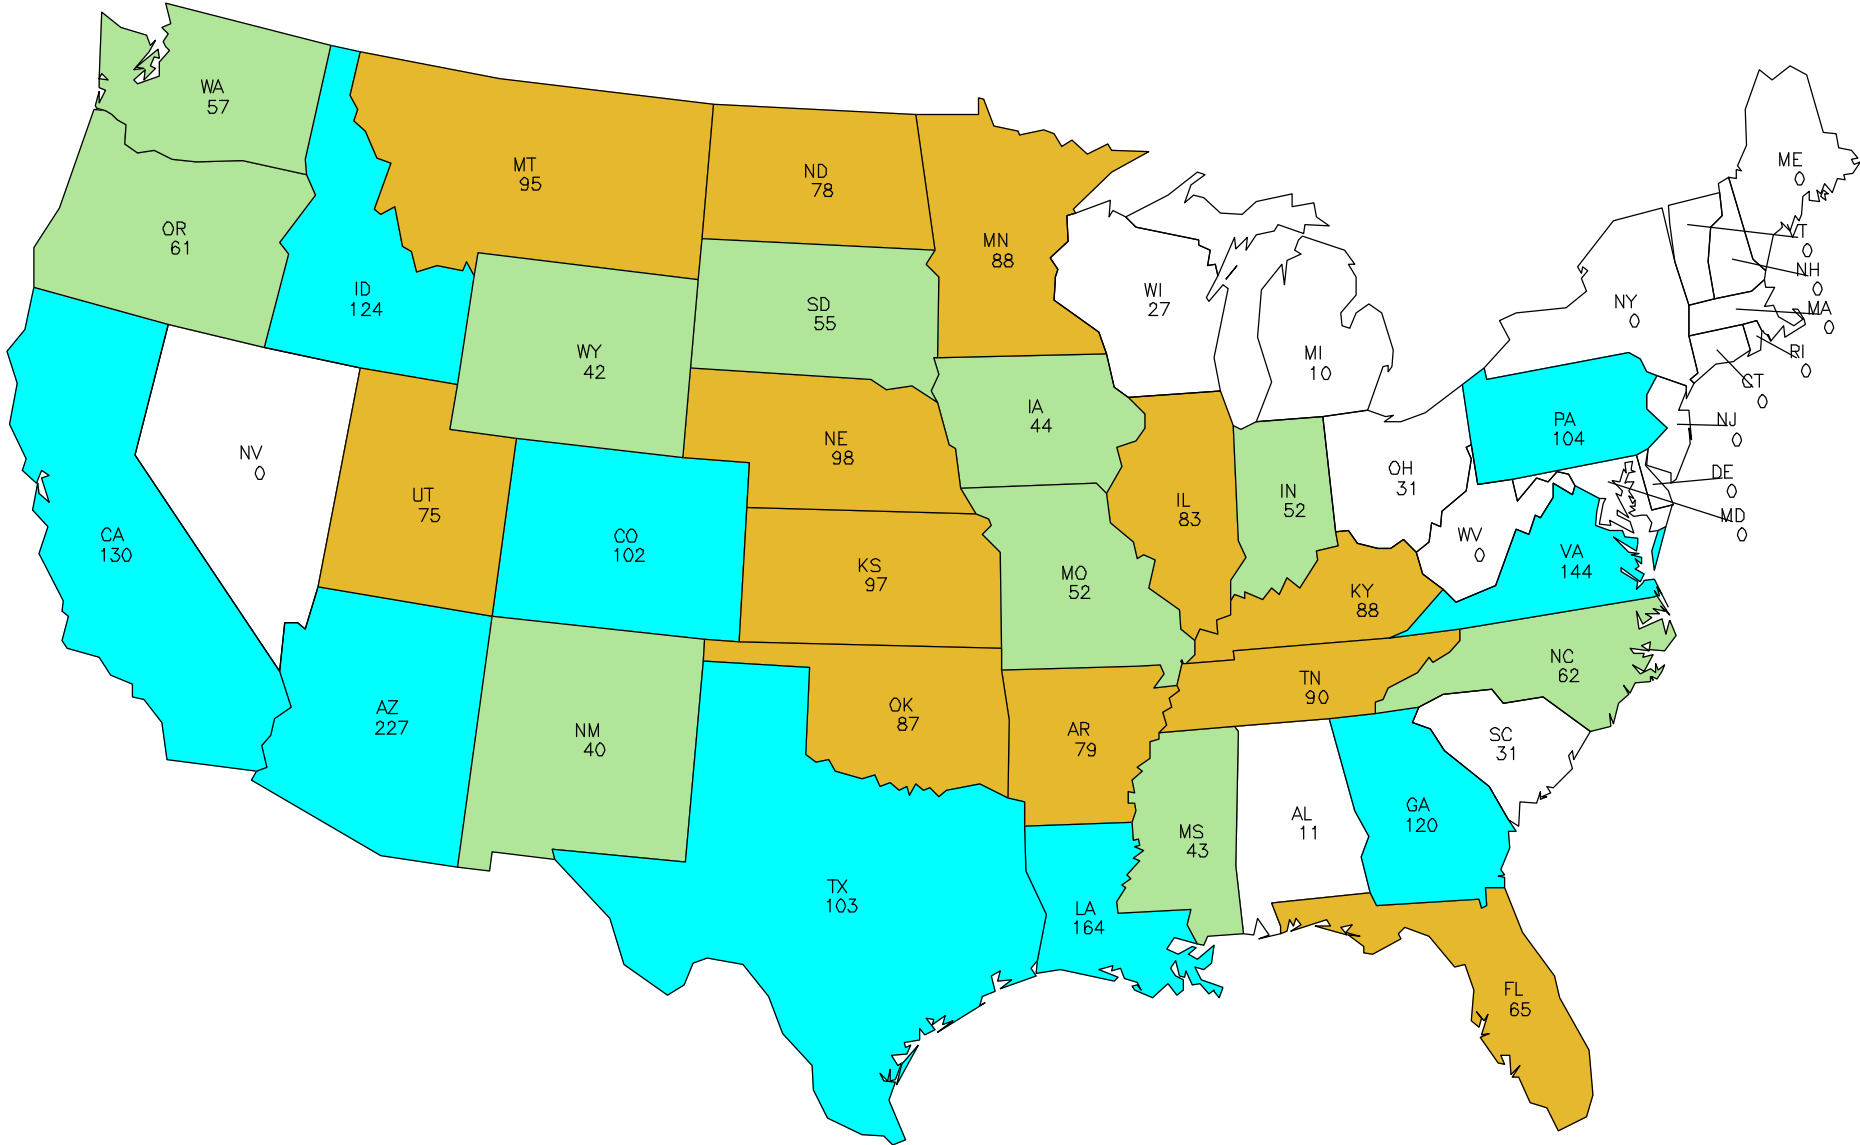 WA
57
OR
61
CA
130
NV
0
ID
124
MT
95
WY
42
UT
75
AZ
227
CO
102
NM
40
ND
78
SD
55
NE
98
KS
97
OK
87
TX
103
MN
88
IA
44
MO
52
AR
79
LA
164
WI
27
IL
83
MI
10
IN
52
OH
31
KY
88
TN
90
MS
43
AL
11
GA
120
FL
65
SC
31
NC
62
VA
144
WV
0
PA
104
NY
0
ME
0
T
0
NH
0
MA
0
RI
0
CT
0
NJ
0
DE
0
MD
0